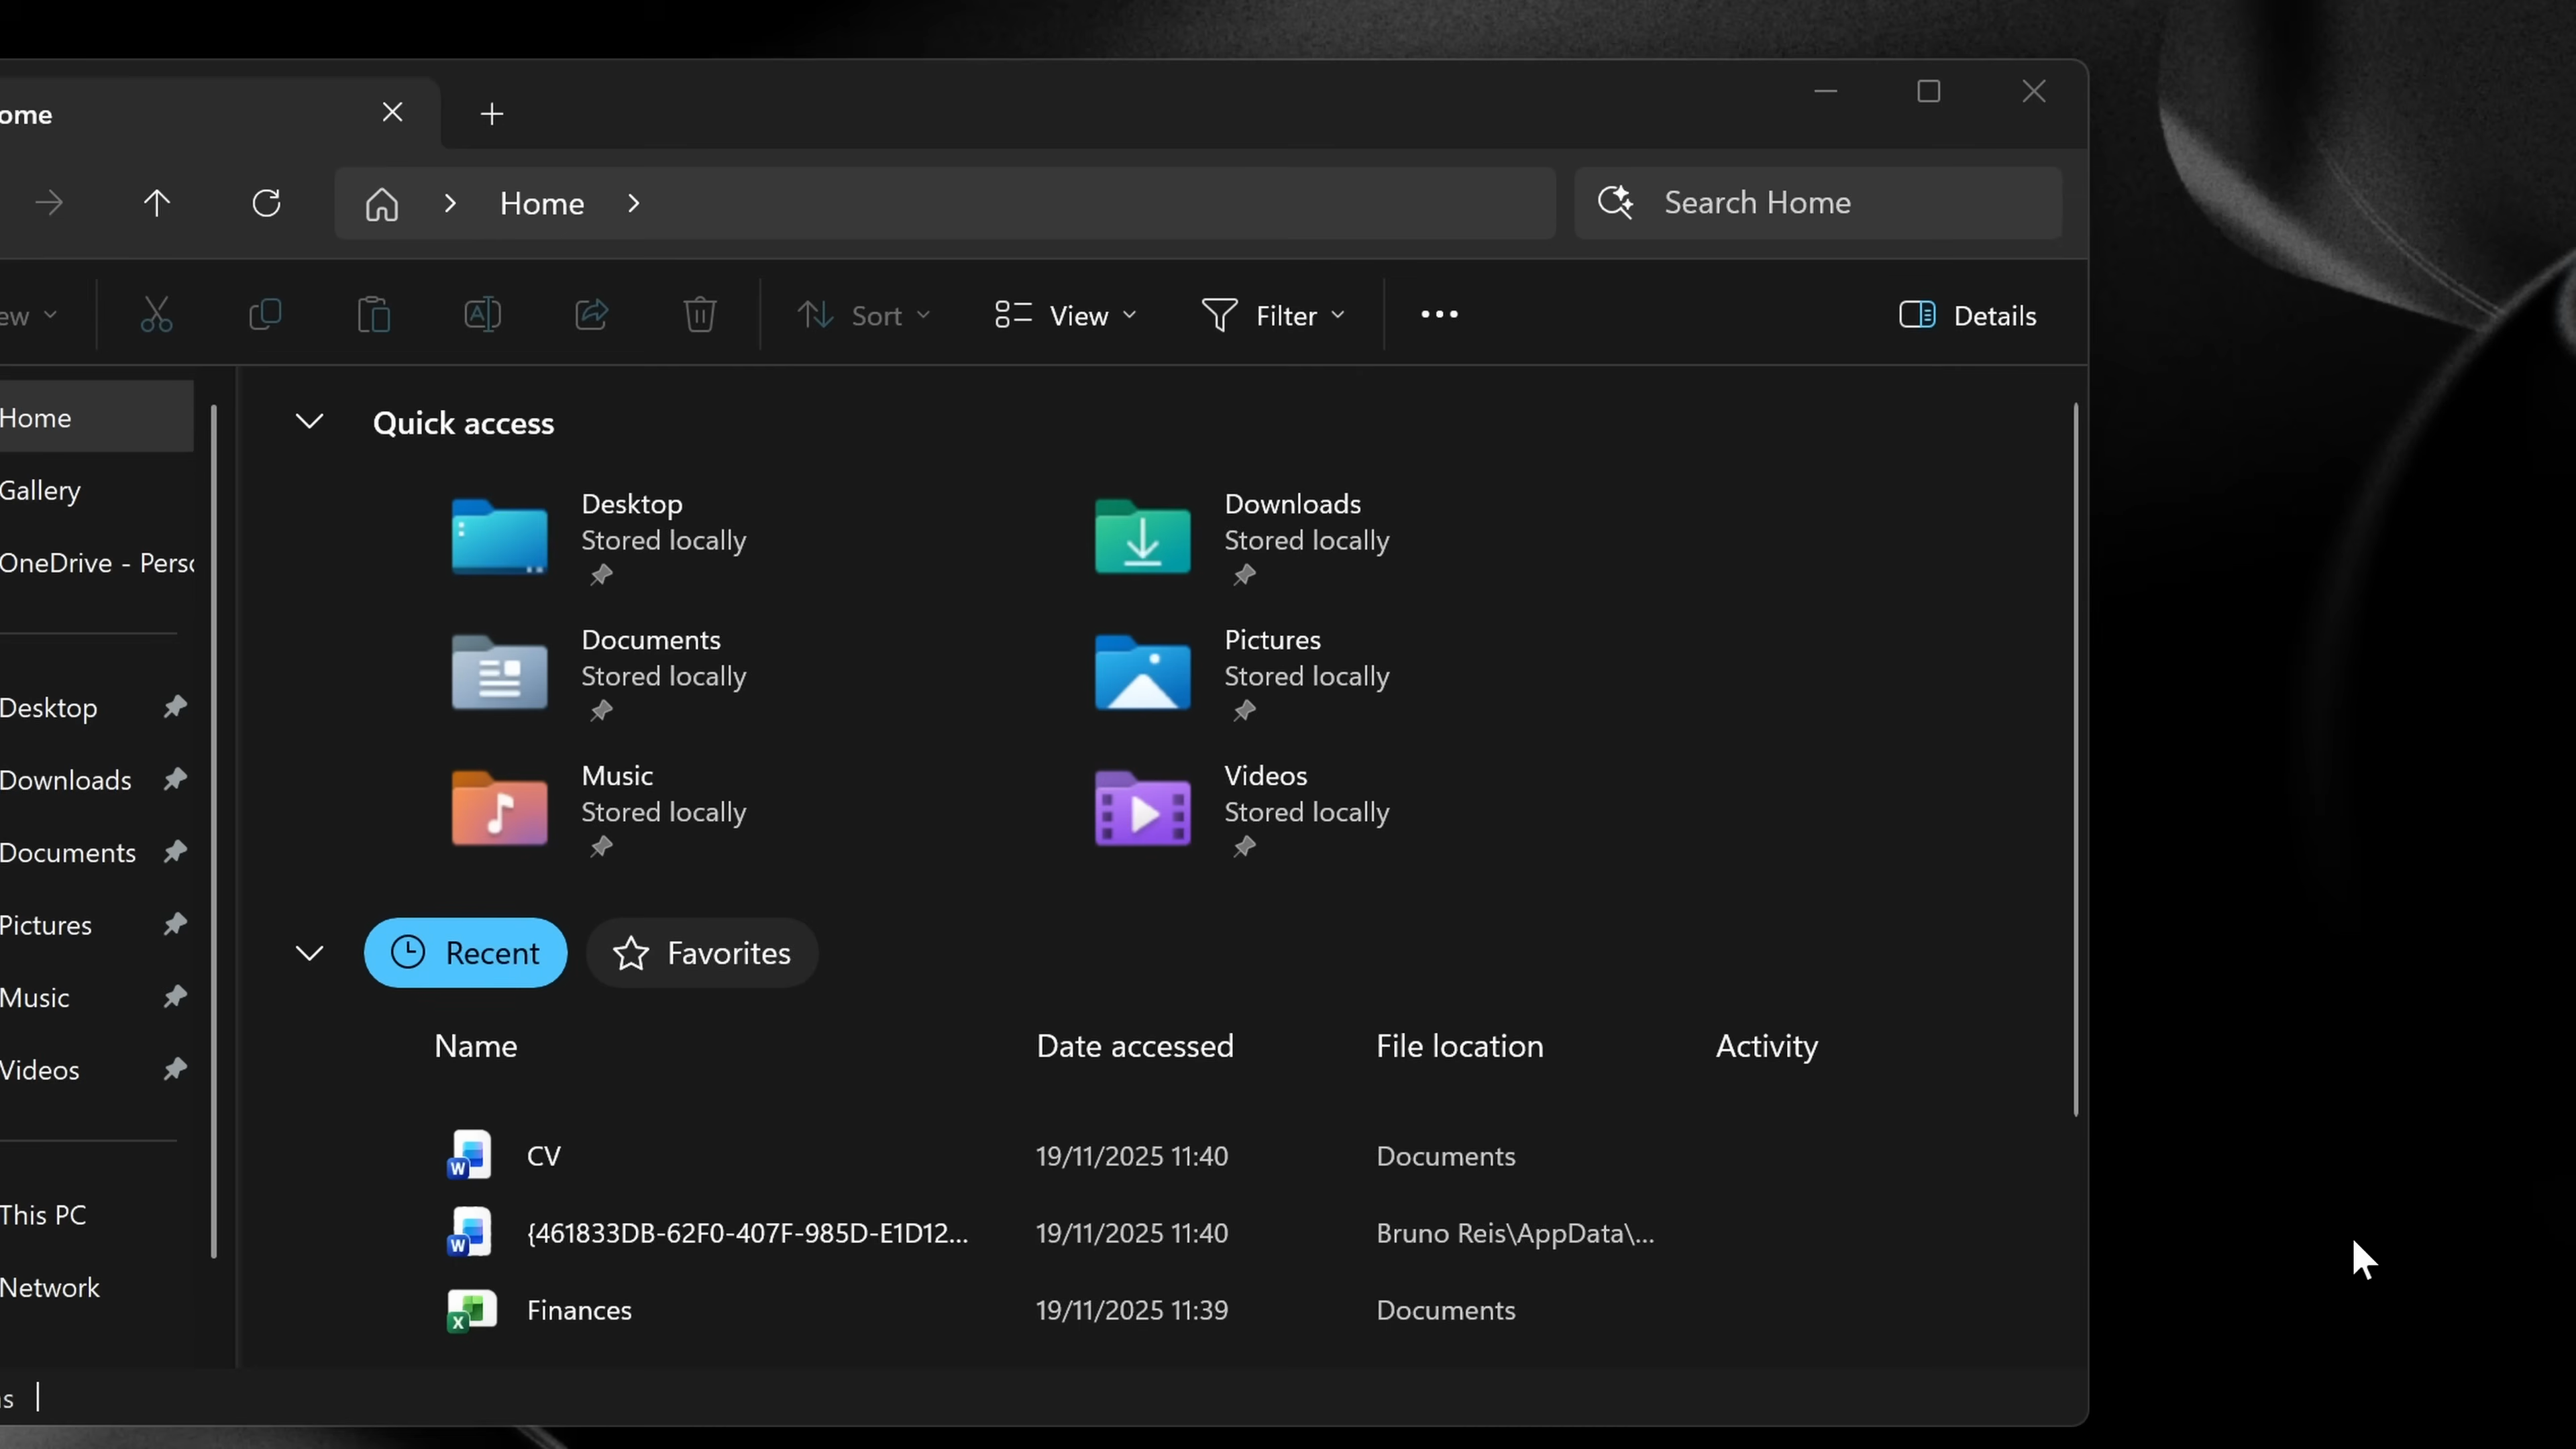 ome
Home
Search Home
ew
Sort
View
Filter
Details
Home
Gallery
OneDrive - Perso
Desktop
Downloads
Documents
Pictures
Music
Videos
This PC
Network
Quick access
Desktop
Stored locally
Downloads
Stored locally
Documents
Stored locally
Pictures
Stored locally
Music
Stored locally
Videos
Stored locally
Recent
Favorites
Name Date accessed File location Activity
CV 19/11/2025 11:40 Documents
{461833DB-62F0-407F-985D-E1D12... 19/11/2025 11:40 Bruno Reis\AppData\...
Finances 19/11/2025 11:39 Documents
s